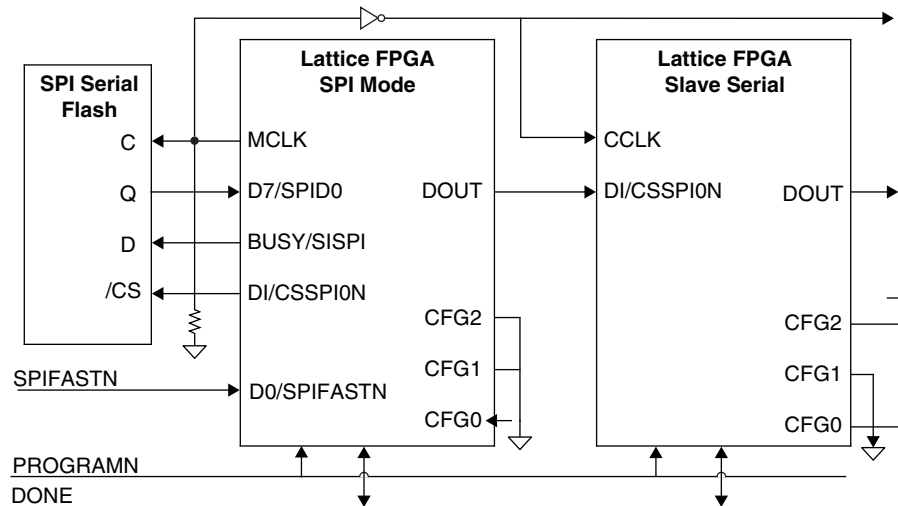 Lattice FPGA
SPI Mode
Lattice FPGA
Slave Serial
SPI Serial
Flash
C
MCLK
CCLK
Q
D7/SPID0
DOUT
DI/CSSPI0N
DOUT
D
BUSY/SISPI
/CS
DI/CSSPI0N
CFG2
CFG2
CFG1
CFG1
SPIFASTN
D0/SPIFASTN
CFG0
CFG0
PROGRAMN
DONE